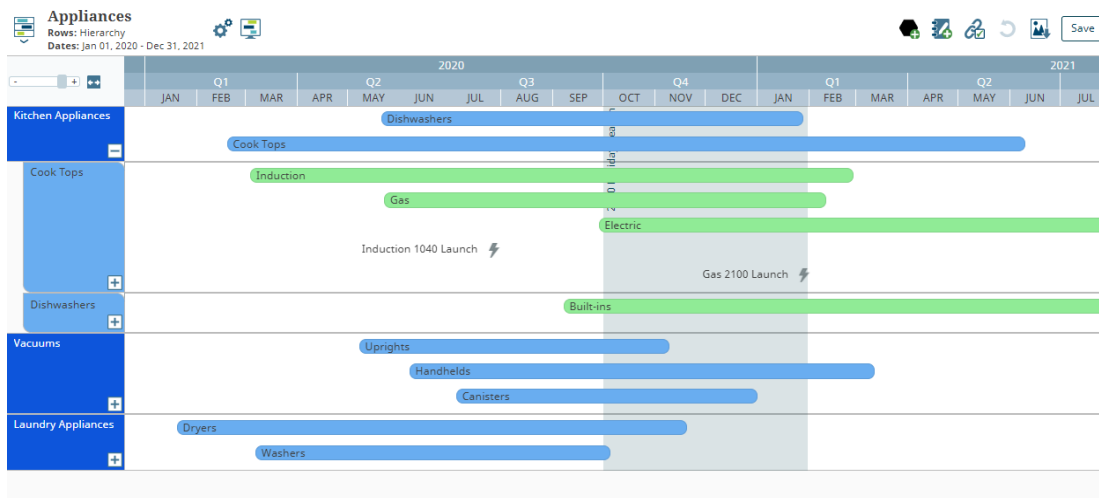 Appliances
Rows: Hierarchy
Dates: Jan 01, 2020 - Dec 31, 2021
Save
2020 2021
Q1 Q2 Q3 Q4 Q1 Q2
JAN FEB MAR APR MAY JUN JUL AUG SEP OCT NOV DEC JAN FEB MAR APR MAY JUN JUL
Kitchen Appliances
Dishwashers
Cook Tops
Cook Tops
Induction
Gas
Electric
Induction 1040 Launch
Gas 2100 Launch
Dishwashers
Built-ins
Vacuums
Uprights
Handhelds
Canisters
Laundry Appliances
Dryers
Washers